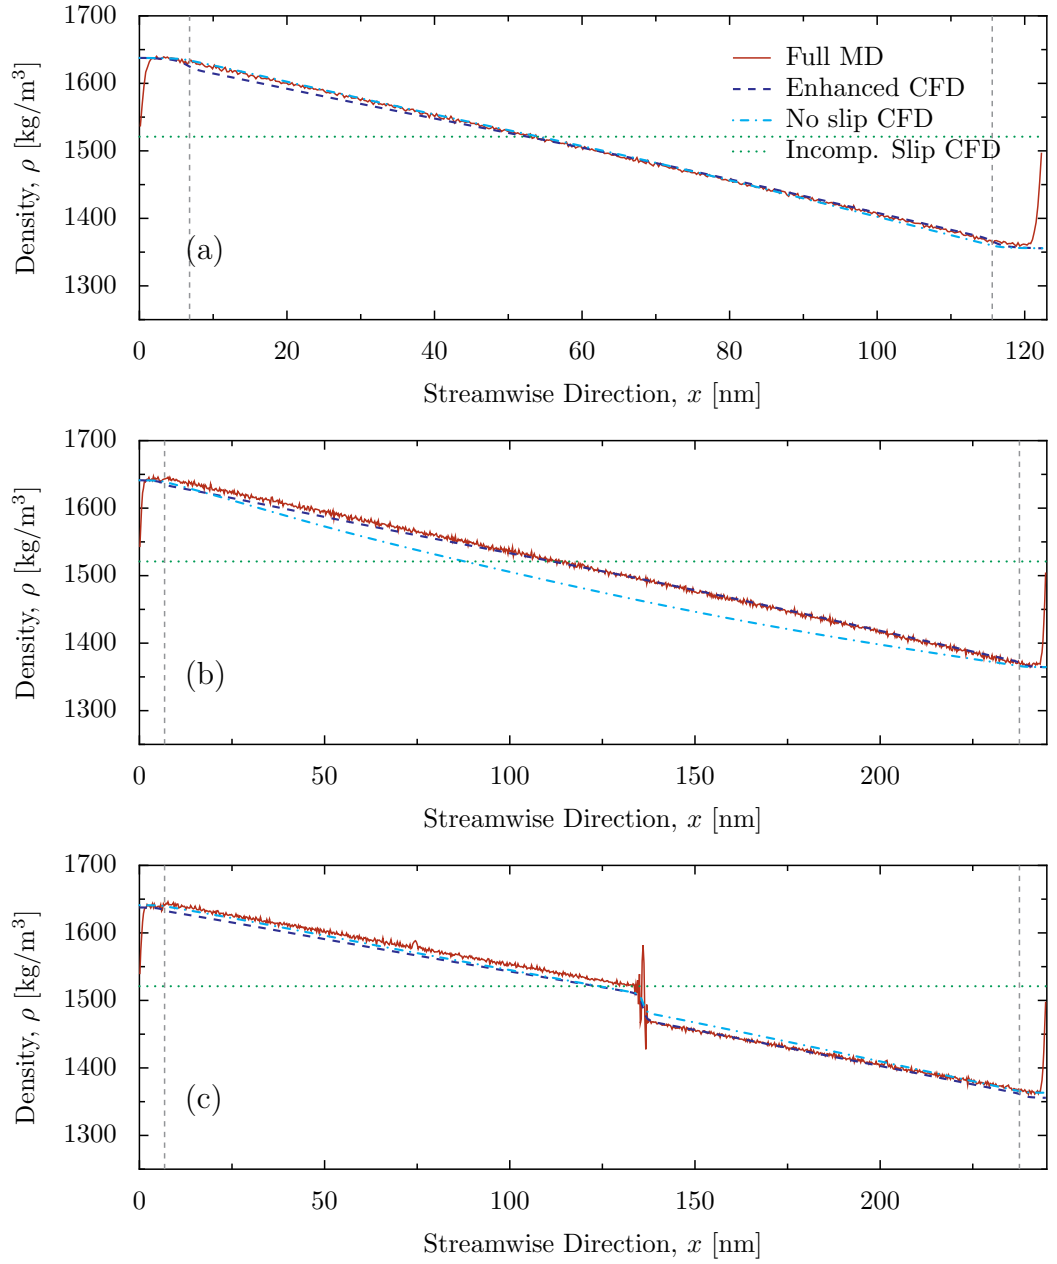 1700
1600
1500
1400
1300
Density, ρ [kg/m³]
Full MD
Enhanced CFD
No slip CFD
Incomp. Slip CFD
(a)
0 20 40 60 80 100 120
Streamwise Direction, x [nm]
1700
1600
1500
1400
1300
Density, ρ [kg/m³]
(b)
0 50 100 150 200
Streamwise Direction, x [nm]
1700
1600
1500
1400
1300
Density, ρ [kg/m³]
(c)
0 50 100 150 200
Streamwise Direction, x [nm]